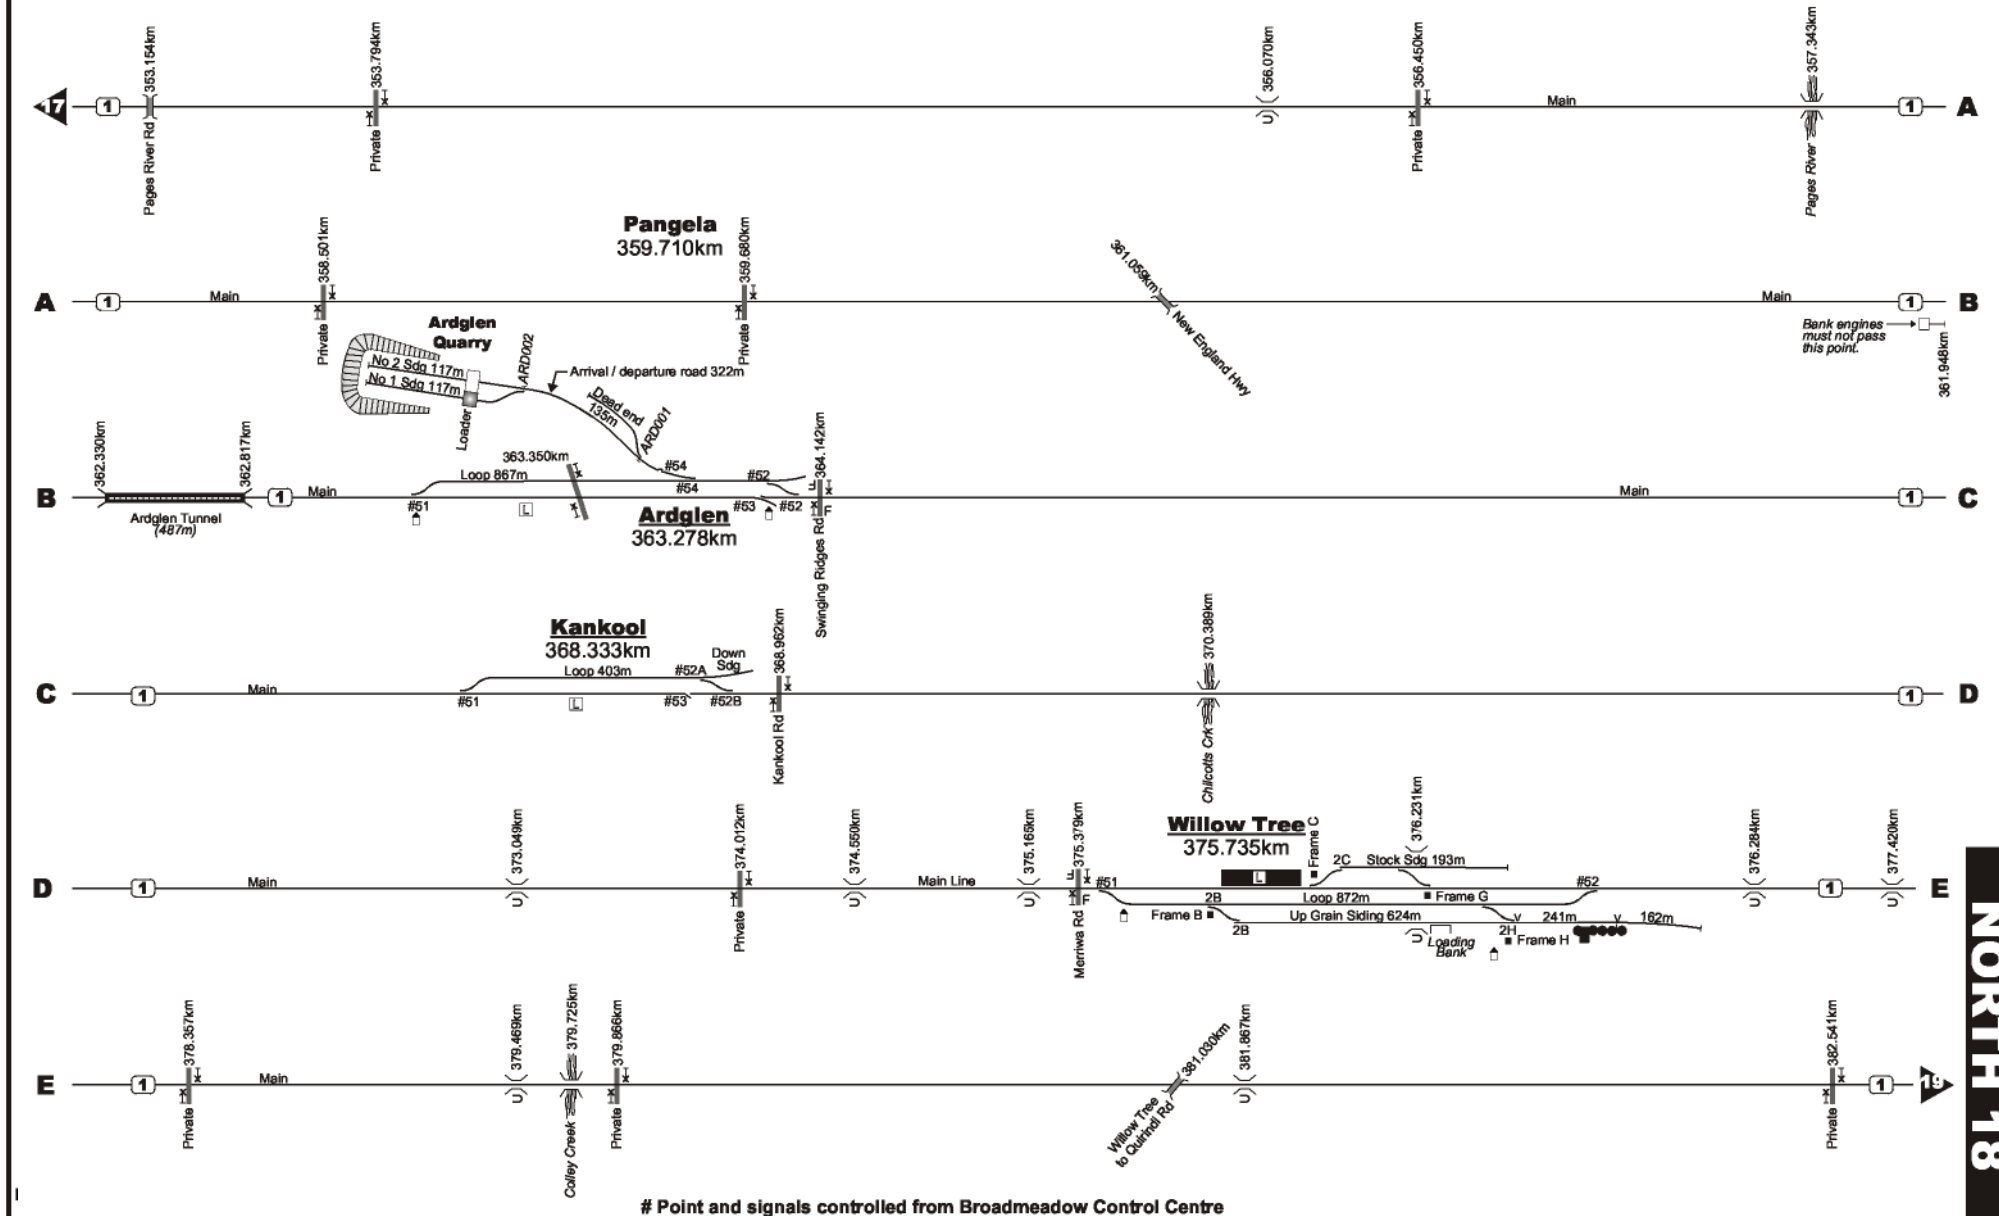 353.154km
353.794km
356.070km
356.450km
357.343km
17
1
Main
1
A
Pages River Rd
Private
U
Private
Pages River
Pangela
359.710km
358.501km
359.680km
361.059km
A
1
Main
Main
1
B
Private
Private
New England Hwy
Bank engines
must not pass
this point.
361.948km
Ardglen
Quarry
No 2 Sdg 117m
No 1 Sdg 117m
Loader
ARD002
Arrival / departure road 322m
Dead end
135m
ARD001
362.330km
362.817km
363.350km
364.142km
Loop 867m
#54
#52
B
1
Main
#54
Main
1
C
#51
L
#53
#52
F
F
Ardglen Tunnel
(487m)
Ardglen
363.278km
Swinging Ridges Rd
Kankool
368.333km
Down
Sdg
368.962km
370.389km
Loop 403m
#52A
C
1
Main
1
D
#51
L
#53
#52B
Kankool Rd
Chilcotts Crk
373.049km
374.012km
374.550km
375.165km
375.379km
Willow Tree
375.735km
Frame C
376.231km
376.284km
377.420km
2C
Stock Sdg 193m
D
1
Main
Main Line
F
#51
L
#52
1
E
U
Private
U
U
F
Merriwa Rd
2B
Loop 872m
Frame G
U
U
Frame B
Up Grain Siding 624m
V
241m
V
162m
2B
U
Loading
Bank
2H
Frame H
378.357km
379.469km
379.725km
379.866km
381.030km
381.867km
382.541km
E
1
Main
1
19
Private
U
Colley Creek
Private
Willow Tree
to Quirindi Rd
U
Private
NORTH 18
# Point and signals controlled from Broadmeadow Control Centre